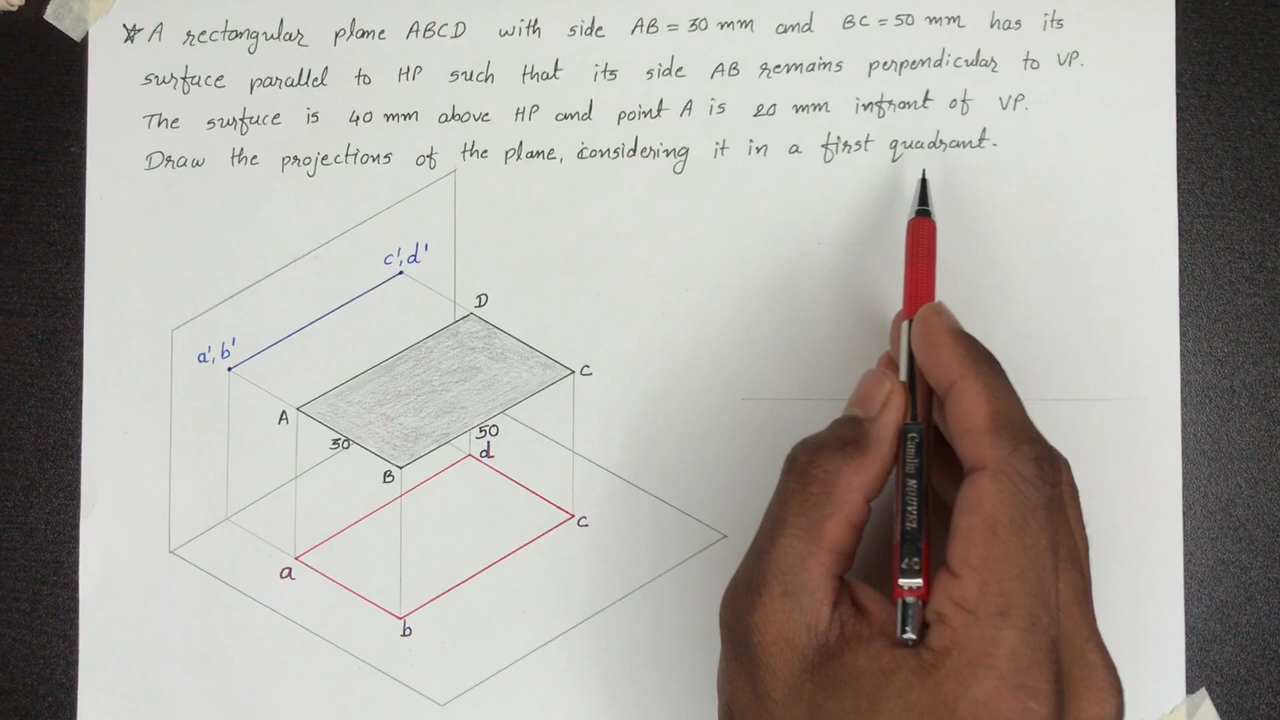 ☆ A rectangular plane ABCD with side AB = 30 mm and BC = 50 mm has its
surface parallel to HP such that its side AB remains perpendicular to VP.
The surface is 40 mm above HP and point A is 20 mm infront of VP.
Draw the projections of the plane, considering it in a first quadrant.
c',d'
D
a',b'
C
A
30
50
d
B
c
a
b
Camlin